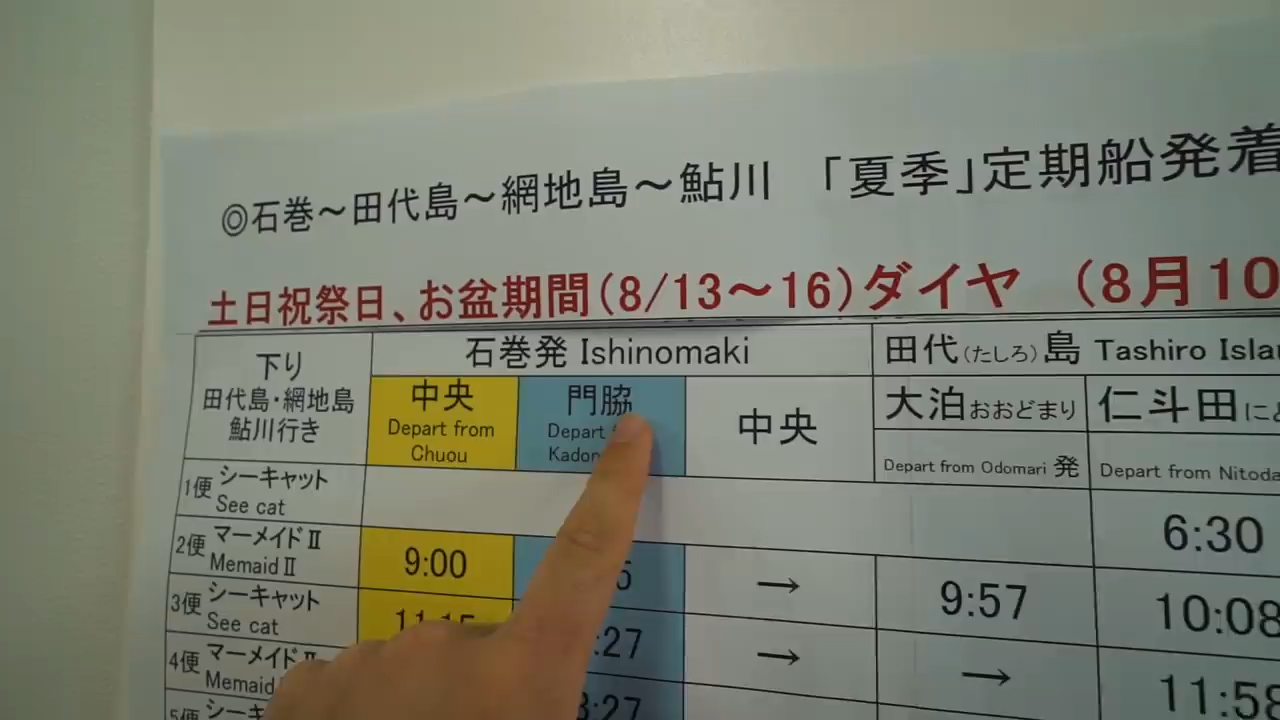 ◎石巻～田代島～網地島～鮎川 「夏季」定期船発着
土日祝祭日、お盆期間(8/13～16)ダイヤ (8月10
下り
田代島・網地島
鮎川行き
石巻発 Ishinomaki
田代(たしろ)島 Tashiro
中央
Depart from
Chuou
門脇
Depart
中央
大泊おおどまり
Depart from Odomari 発
仁斗田
Depart from
1便 シーキャット
See cat
6:30
2便 マーメイドⅡ
Memaid Ⅱ
9:00
→
9:57
10:08
3便 シーキャット
See cat
11:15
:27
→
→
11:58
4便 マーメイドⅡ
Memaid
:27
5便